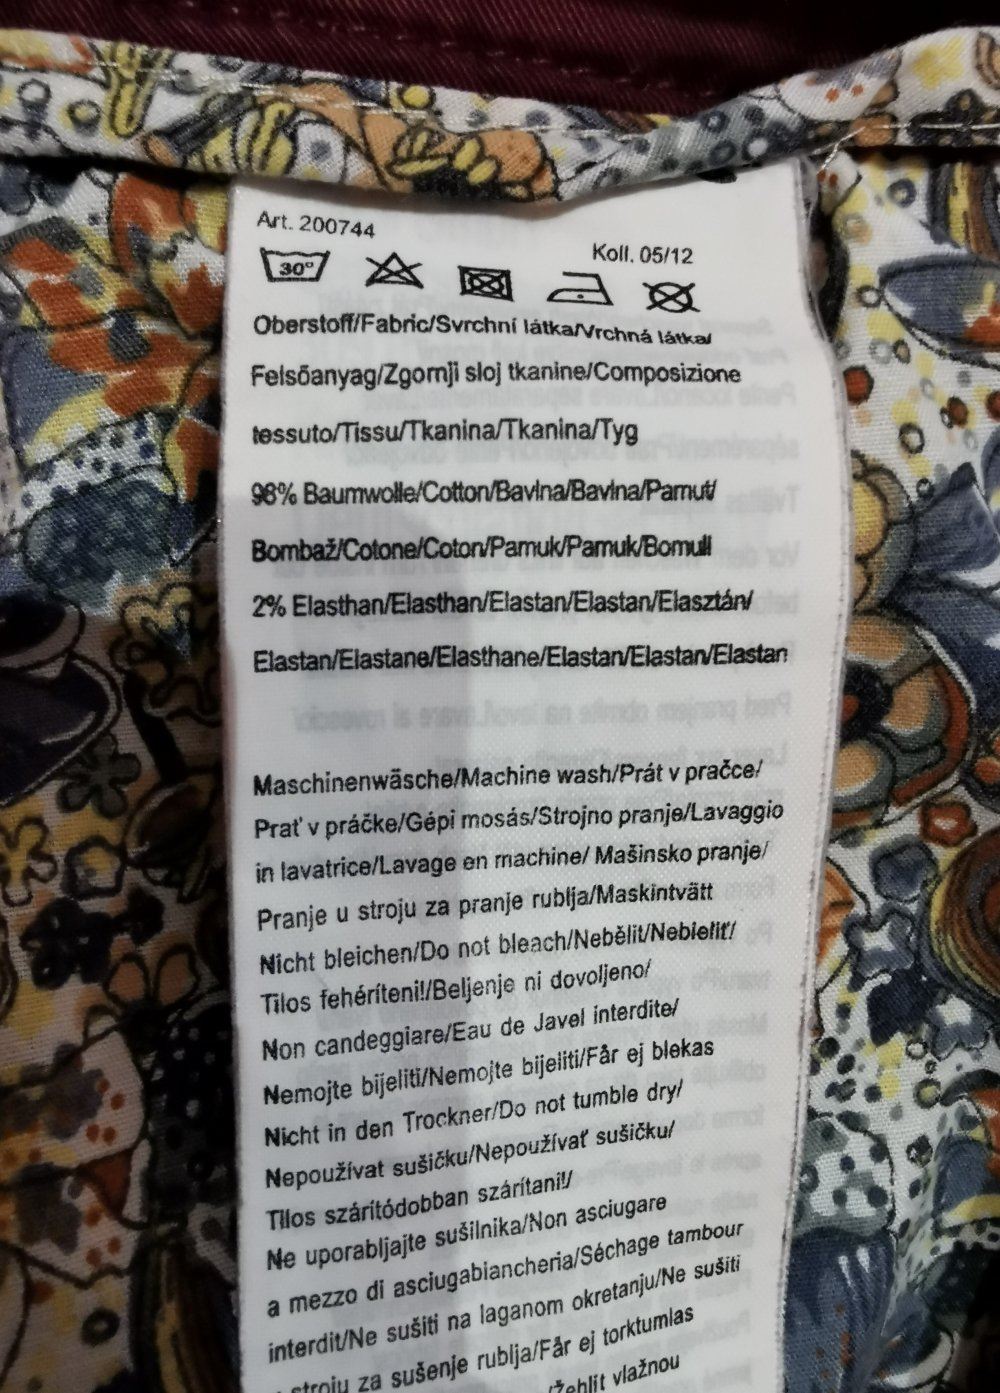 Art. 200744
Koll. 05/12
30°
Oberstoff/Fabric/Svrchní látka/Vrchná látka/
Felsőanyag/Zgornji sloj tkanine/Composizione
tessuto/Tissu/Tkanina/Tkanina/Tyg
98% Baumwolle/Cotton/Bavlna/Bavlna/Pamut/
Bombaž/Cotone/Coton/Pamuk/Pamuk/Bomull
2% Elasthan/Elasthan/Elastan/Elastan/Elasztán/
Elastan/Elastane/Elasthane/Elastan/Elastan/Elastan
Maschinenwäsche/Machine wash/Prát v pračce/
Prať v práčke/Gépi mosás/Strojno pranje/Lavaggio
in lavatrice/Lavage en machine/ Mašinsko pranje/
Pranje u stroju za pranje rublja/Maskintvätt
Nicht bleichen/Do not bleach/Nebělit/Nebieliť/
Tilos fehéríteni!/Beljenje ni dovoljeno/
Non candeggiare/Eau de Javel interdite/
Nemojte bijeliti/Nemojte bijeliti/Får ej blekas
Nicht in den Trockner/Do not tumble dry/
Nepoužívat sušičku/Nepoužívať sušičku/
Tilos szárítódobban szárítani!/
Ne uporabljajte sušilnika/Non asciugare
a mezzo di asciugabiancheria/Séchage tambour
interdit/Ne sušiti na laganom okretanju/Ne sušiti
stroju za sušenje rublja/Får ej torktumlas
/Žehlit vlažnou